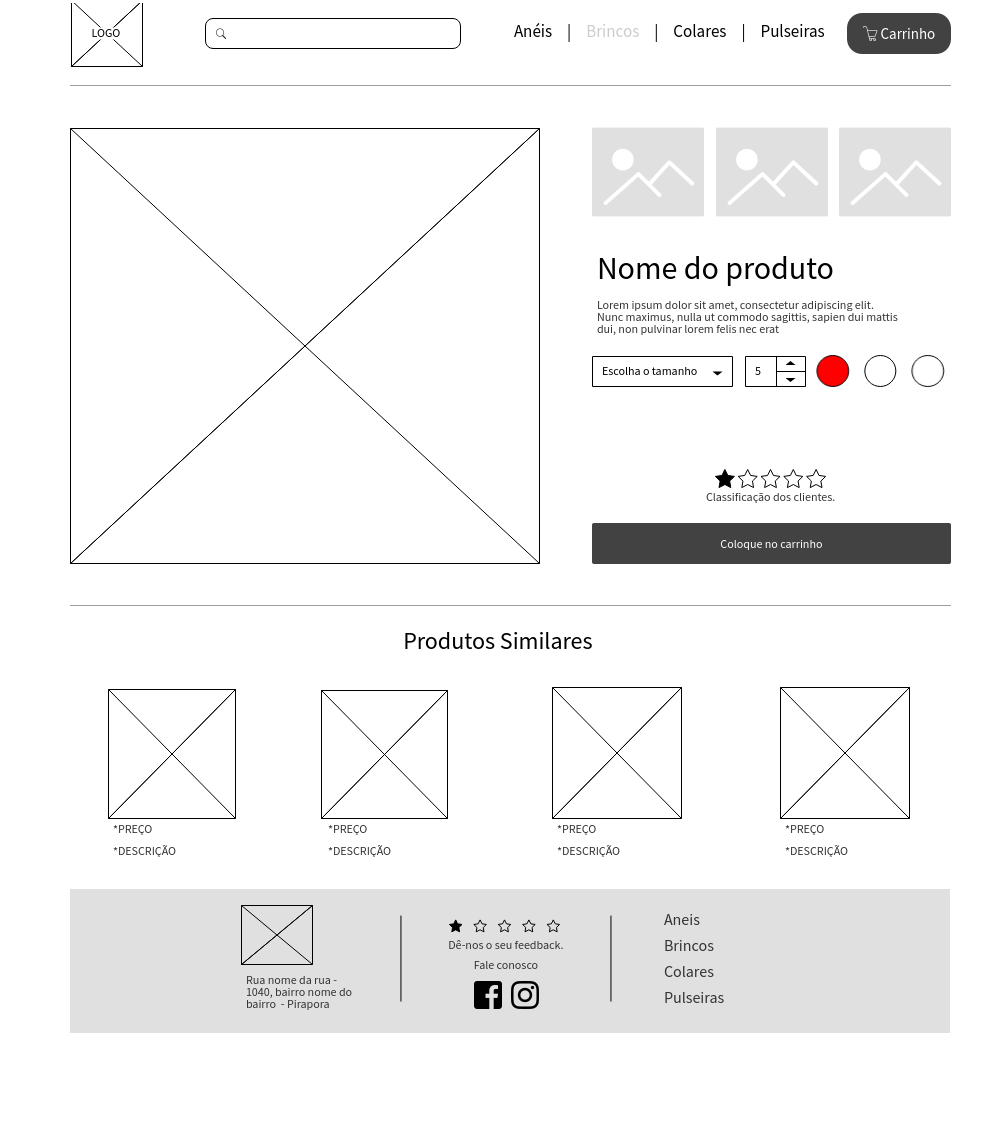 LOGO
Anéis | Brincos | Colares | Pulseiras
Carrinho
Nome do produto
Lorem ipsum dolor sit amet, consectetur adipiscing elit.
Nunc maximus, nulla ut commodo sagittis, sapien dui mattis
dui, non pulvinar lorem felis nec erat
Escolha o tamanho
5
Classificação dos clientes.
Coloque no carrinho
Produtos Similares
*PREÇO
*DESCRIÇÃO
*PREÇO
*DESCRIÇÃO
*PREÇO
*DESCRIÇÃO
*PREÇO
*DESCRIÇÃO
Rua nome da rua -
1040, bairro nome do
bairro - Pirapora
Dê-nos o seu feedback.
Fale conosco
Aneis
Brincos
Colares
Pulseiras